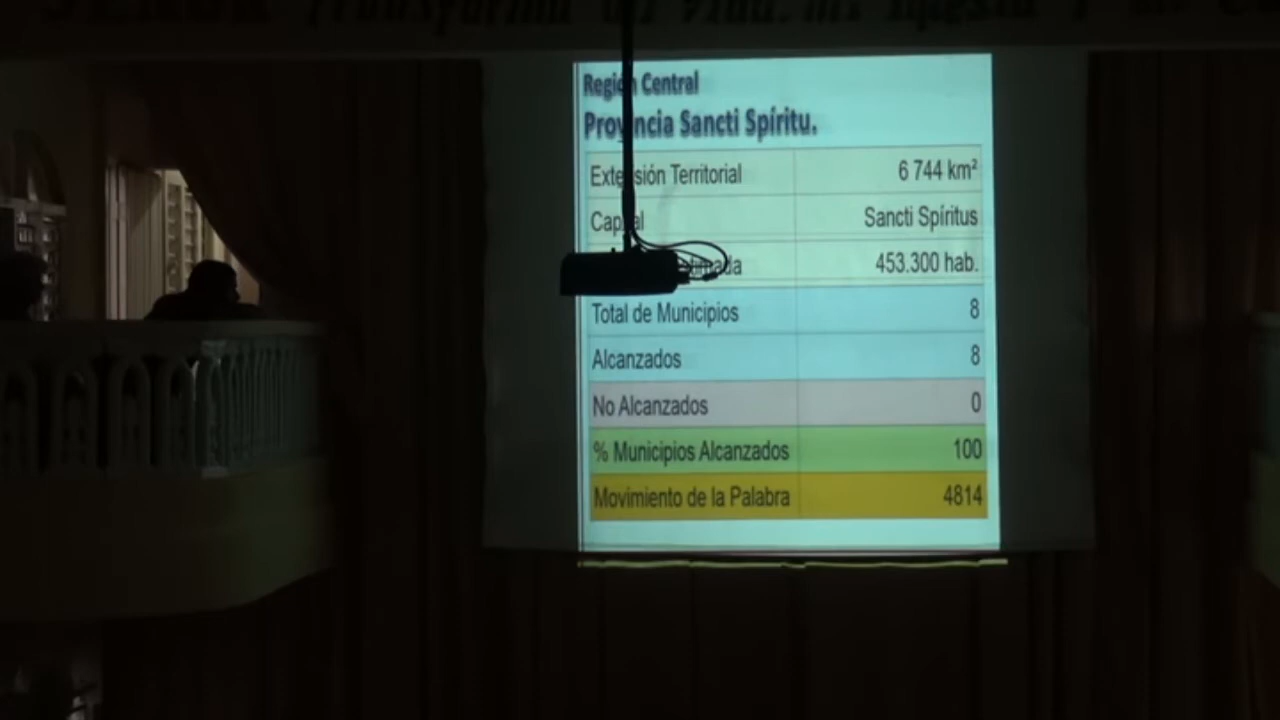 Región Central
Provincia Sancti Spíritu.
Extensión Territorial 6 744 km²
Capital Sancti Spíritus
453.300 hab.
Total de Municipios 8
Alcanzados 8
No Alcanzados 0
% Municipios Alcanzados 100
Movimiento de la Palabra 4814